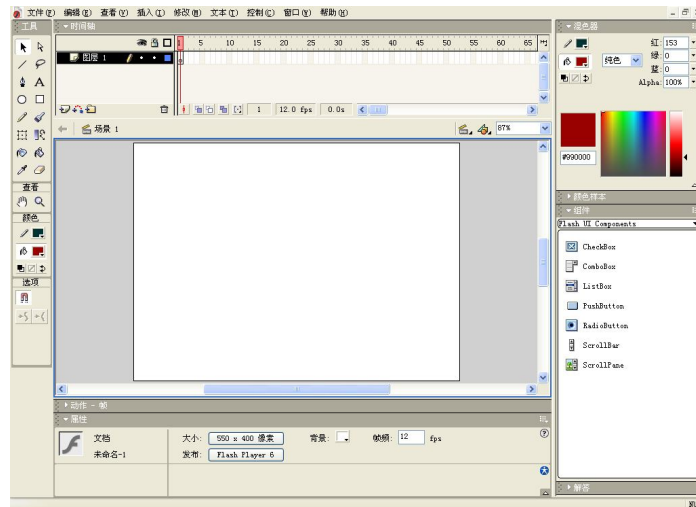 文件(F) 编辑(E) 查看(V) 插入(I) 修改(M) 文本(T) 控制(C) 窗口(W) 帮助(H)
工具
时间轴
1 5 10 15 20 25 30 35 40 45 50 55 60 65
图层 1
1 12.0 fps 0.0s
场景 1
87%
A
查看
颜色
选项
动作 - 帧
属性
文档
未命名-1
大小: 550 x 400 像素
背景:
帧频: 12 fps
发布: Flash Player 6
混色器
纯色
红: 153
绿: 0
蓝: 0
Alpha: 100%
#990000
颜色样本
组件
Flash UI Components
CheckBox
ComboBox
ListBox
PushButton
RadioButton
ScrollBar
ScrollPane
解答